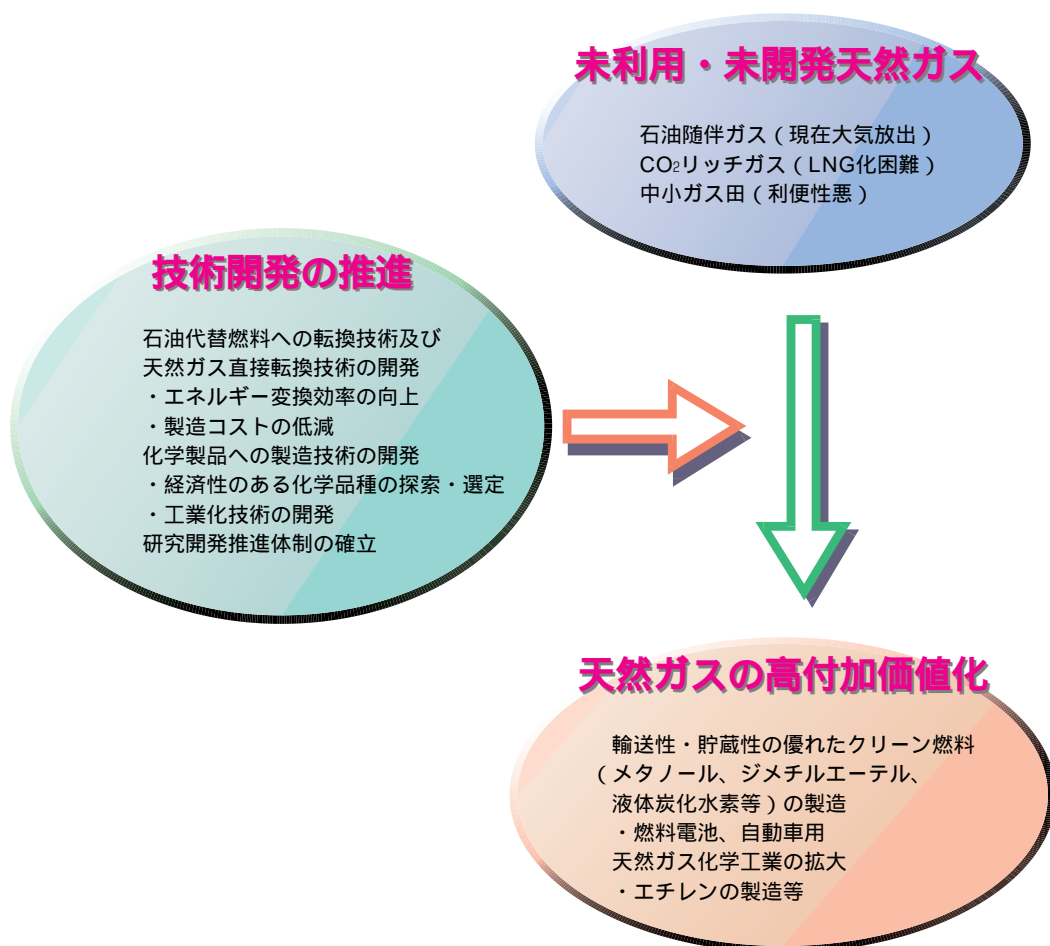 未利用・未開発天然ガス
石油随伴ガス（現在大気放出）
CO₂リッチガス（LNG化困難）
中小ガス田（利便性悪）
技術開発の推進
石油代替燃料への転換技術及び
天然ガス直接転換技術の開発
・エネルギー変換効率の向上
・製造コストの低減
化学製品への製造技術の開発
・経済性のある化学品種の探索・選定
・工業化技術の開発
研究開発推進体制の確立
天然ガスの高付加価値化
輸送性・貯蔵性の優れたクリーン燃料
（メタノール、ジメチルエーテル、
液体炭化水素等）の製造
・燃料電池、自動車用
天然ガス化学工業の拡大
・エチレンの製造等